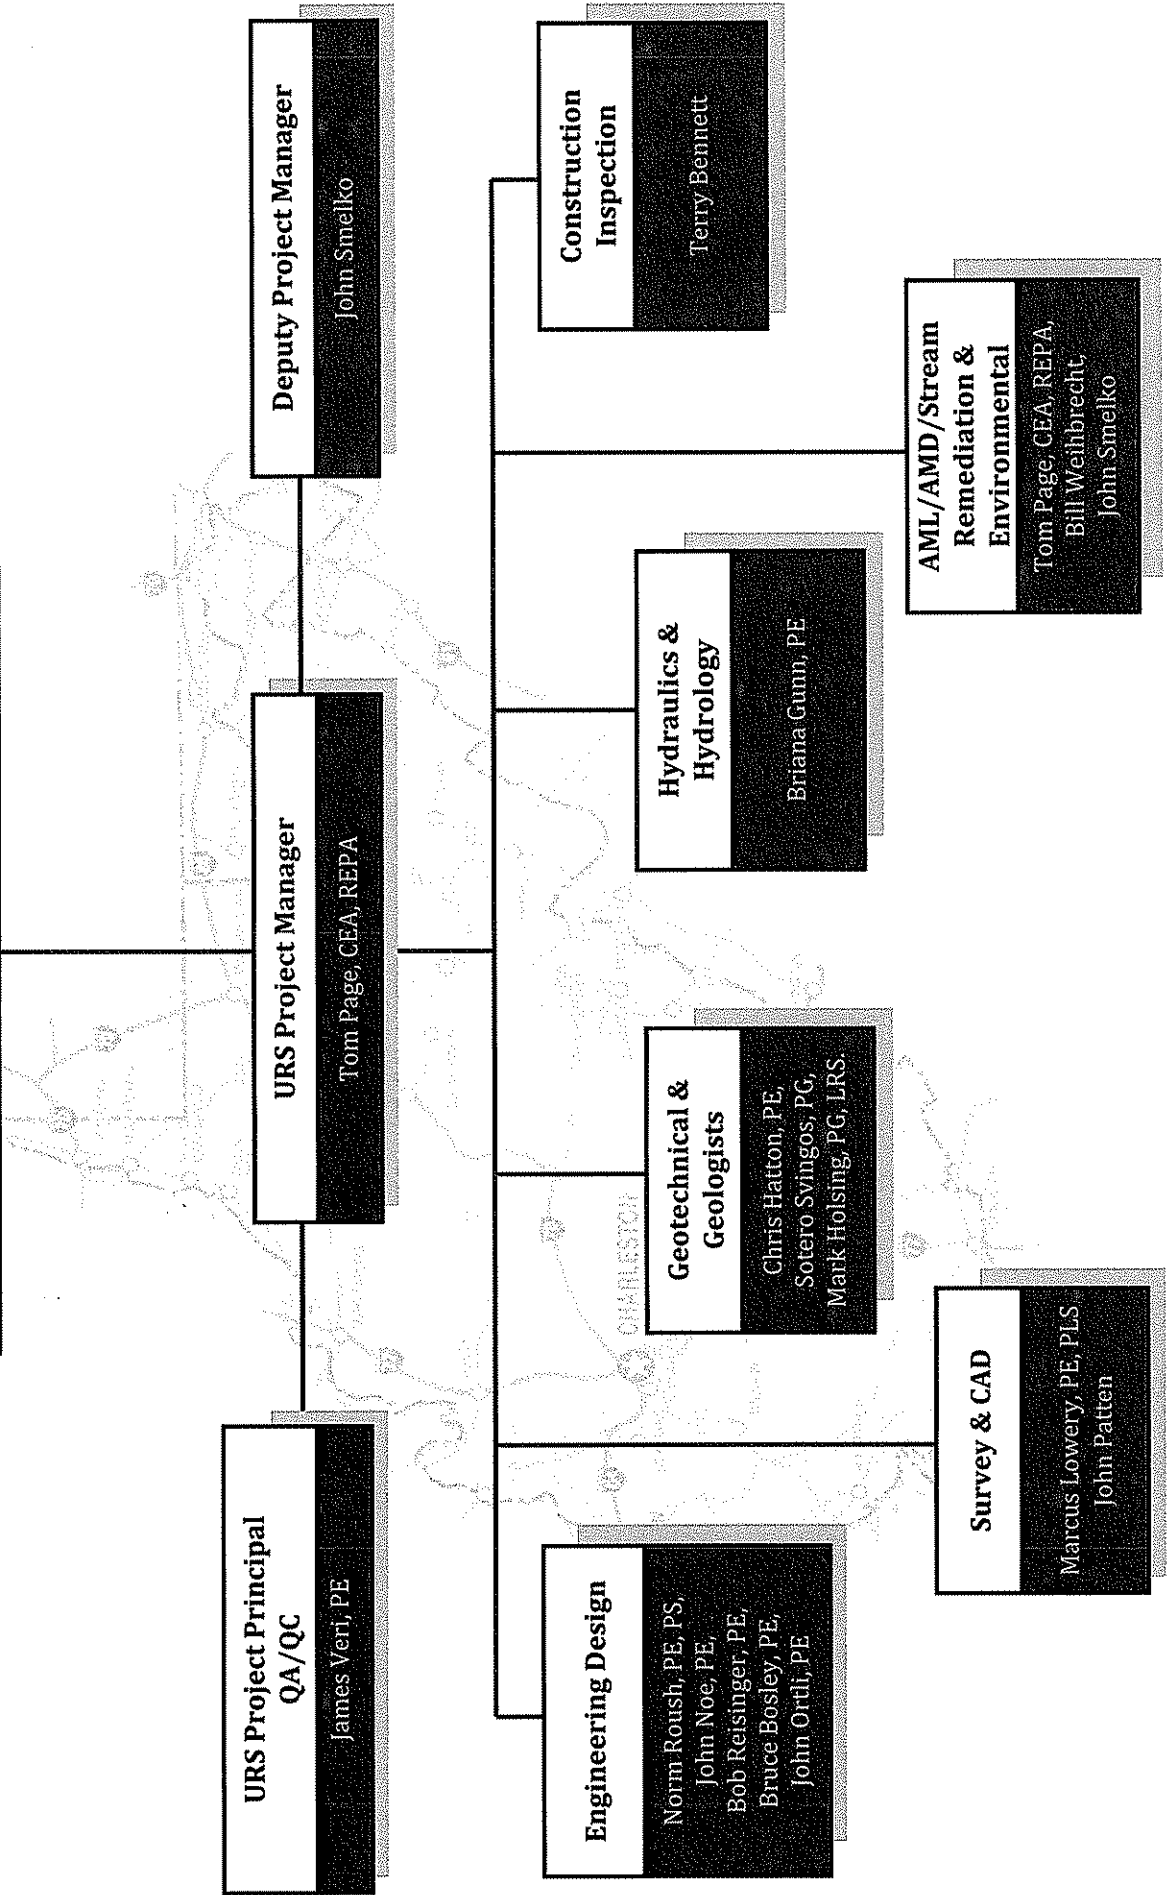 URS Project Principal
QA/QC
James Veri, PE
URS Project Manager
Tom Page, CEA, REPA
Deputy Project Manager
John Smelko
Engineering Design
Norm Roush, PE, PS,
John Noe, PE,
Bob Reisinger, PE,
Bruce Bosley, PE,
John Ortli, PE
Survey & CAD
Marcus Lowery, PE, PLS
John Patten
Geotechnical &
Geologists
Chris Hatton, PE,
Sotero Svingos, PG,
Mark Holsing, PG, LRS.
Hydraulics &
Hydrology
Briana Gunn, PE
AML/AMD/Stream
Remediation &
Environmental
Tom Page, CEA, REPA,
Bill Weihbrecht,
John Smelko
Construction
Inspection
Terry Bennett
CHARLESTON